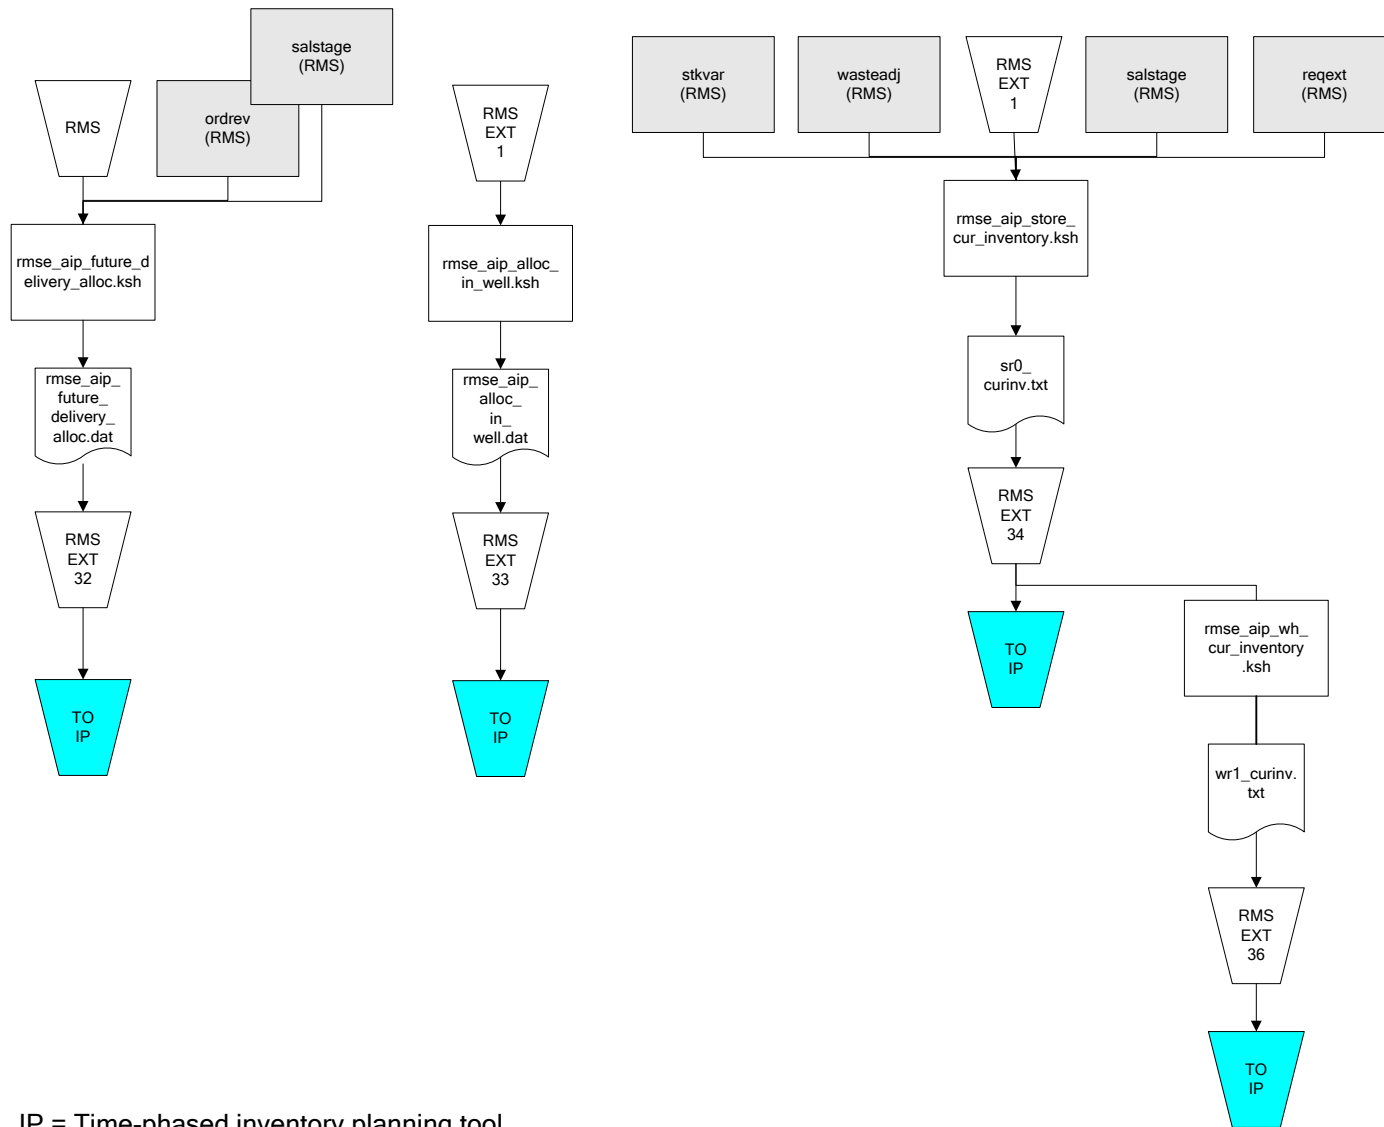 salstage
(RMS)
RMS
ordrev
(RMS)
RMS
EXT
1
stkvar
(RMS)
wasteadj
(RMS)
RMS
EXT
1
salstage
(RMS)
reqext
(RMS)
rmse_aip_future_d
elivery_alloc.ksh
rmse_aip_alloc_
in_well.ksh
rmse_aip_store_
cur_inventory.ksh
rmse_aip_
future_
delivery_
alloc.dat
rmse_aip_
alloc_
in_
well.dat
sr0_
curinv.txt
RMS
EXT
32
RMS
EXT
33
RMS
EXT
34
TO
IP
TO
IP
TO
IP
rmse_aip_wh_
cur_inventory
.ksh
wr1_curinv.
txt
RMS
EXT
36
TO
IP
IP = Time-phased inventory planning tool